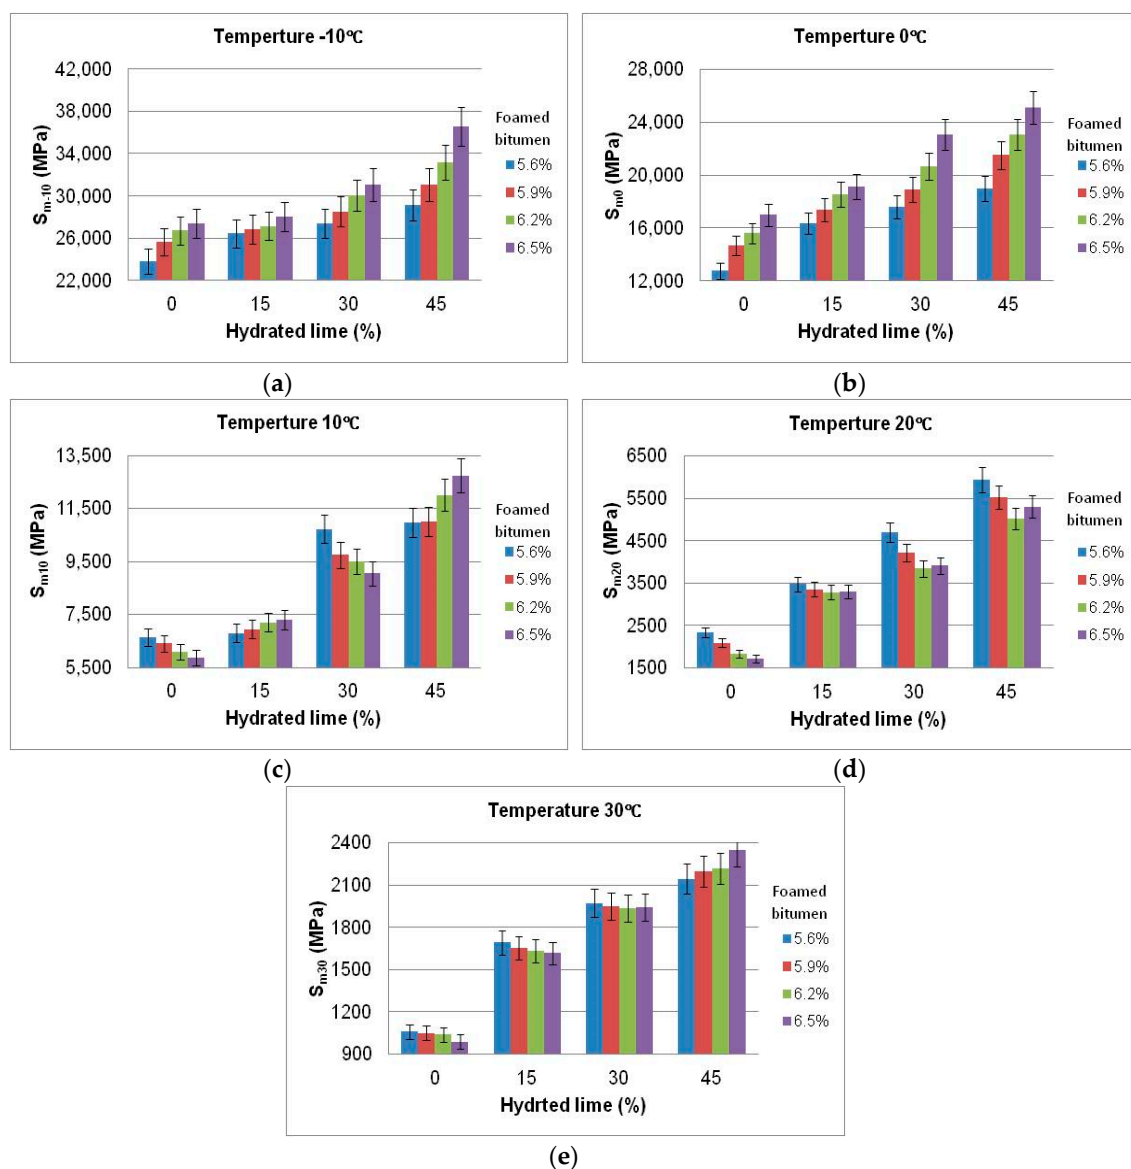 Temperture -10℃
42,000
38,000
34,000
30,000
26,000
22,000
Sm-10 (MPa)
0 15 30 45
Hydrated lime (%)
Foamed
bitumen
5.6%
5.9%
6.2%
6.5%
(a)
Temperture 0℃
28,000
24,000
20,000
16,000
12,000
Sm0 (MPa)
0 15 30 45
Hydrated lime (%)
Foamed
bitumen
5.6%
5.9%
6.2%
6.5%
(b)
Temperture 10℃
13,500
11,500
9,500
7,500
5,500
Sm10 (MPa)
0 15 30 45
Hydrated lime (%)
Foamed
bitumen
5.6%
5.9%
6.2%
6.5%
(c)
Temperture 20℃
6500
5500
4500
3500
2500
1500
Sm20 (MPa)
0 15 30 45
Hydrated lime (%)
Foamed
bitumen
5.6%
5.9%
6.2%
6.5%
(d)
Temperature 30℃
2400
2100
1800
1500
1200
900
Sm30 (MPa)
0 15 30 45
Hydrted lime (%)
Foamed
bitumen
5.6%
5.9%
6.2%
6.5%
(e)